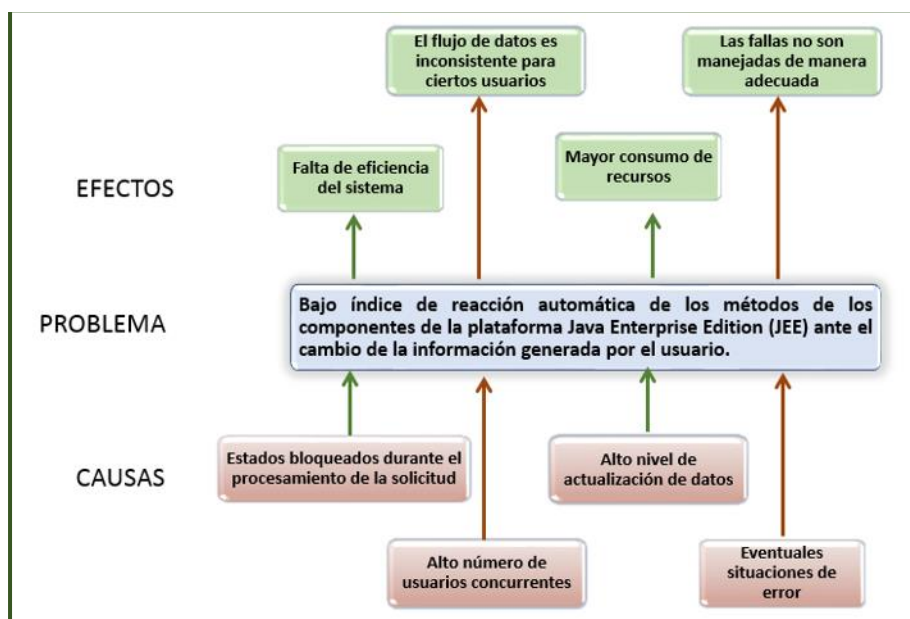 El flujo de datos es
inconsistente para
ciertos usuarios
Las fallas no son
manejadas de manera
adecuada
EFECTOS
Falta de eficiencia
del sistema
Mayor consumo de
recursos
PROBLEMA
Bajo índice de reacción automática de los métodos de los
componentes de la plataforma Java Enterprise Edition (JEE) ante el
cambio de la información generada por el usuario.
CAUSAS
Estados bloqueados durante el
procesamiento de la solicitud
Alto nivel de
actualización de datos
Alto número de
usuarios concurrentes
Eventuales
situaciones de
error